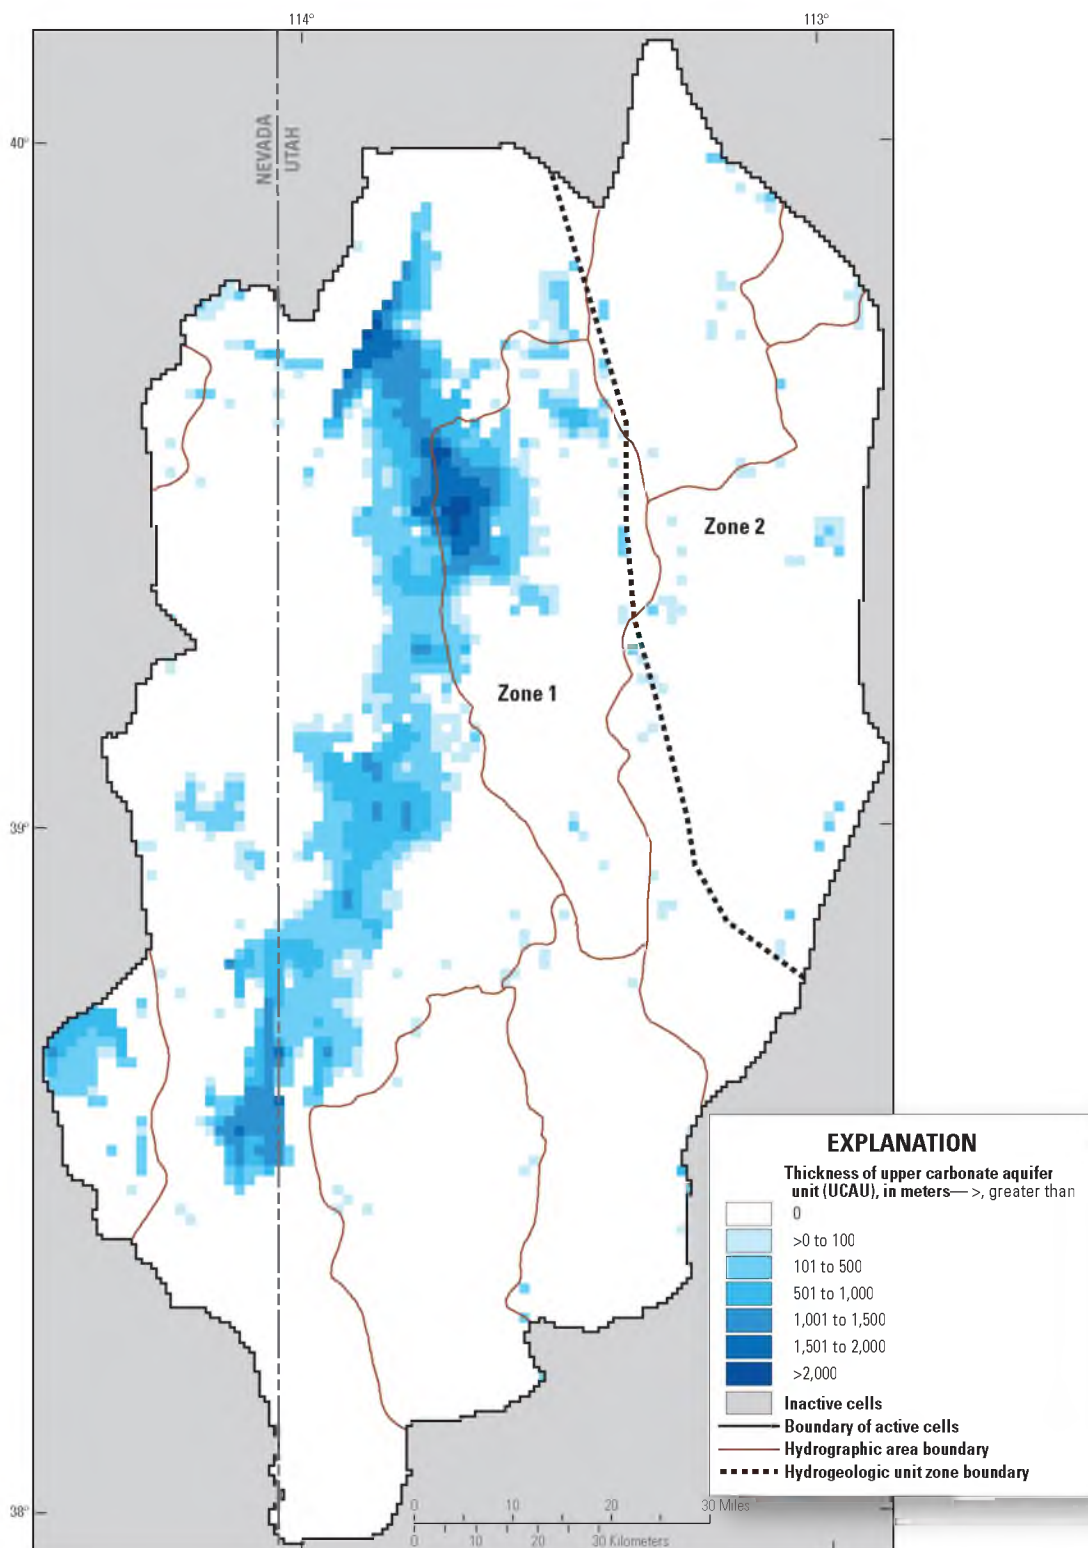 114°
113°
40°
NEVADA
UTAH
Zone 2
Zone 1
39°
EXPLANATION
Thickness of upper carbonate aquifer
unit (UCAU), in meters— >, greater than
0
>0 to 100
101 to 500
501 to 1,000
1,001 to 1,500
1,501 to 2,000
>2,000
Inactive cells
Boundary of active cells
Hydrographic area boundary
Hydrogeologic unit zone boundary
38°
0 10 20 30 Miles
0 10 20 30 Kilometers